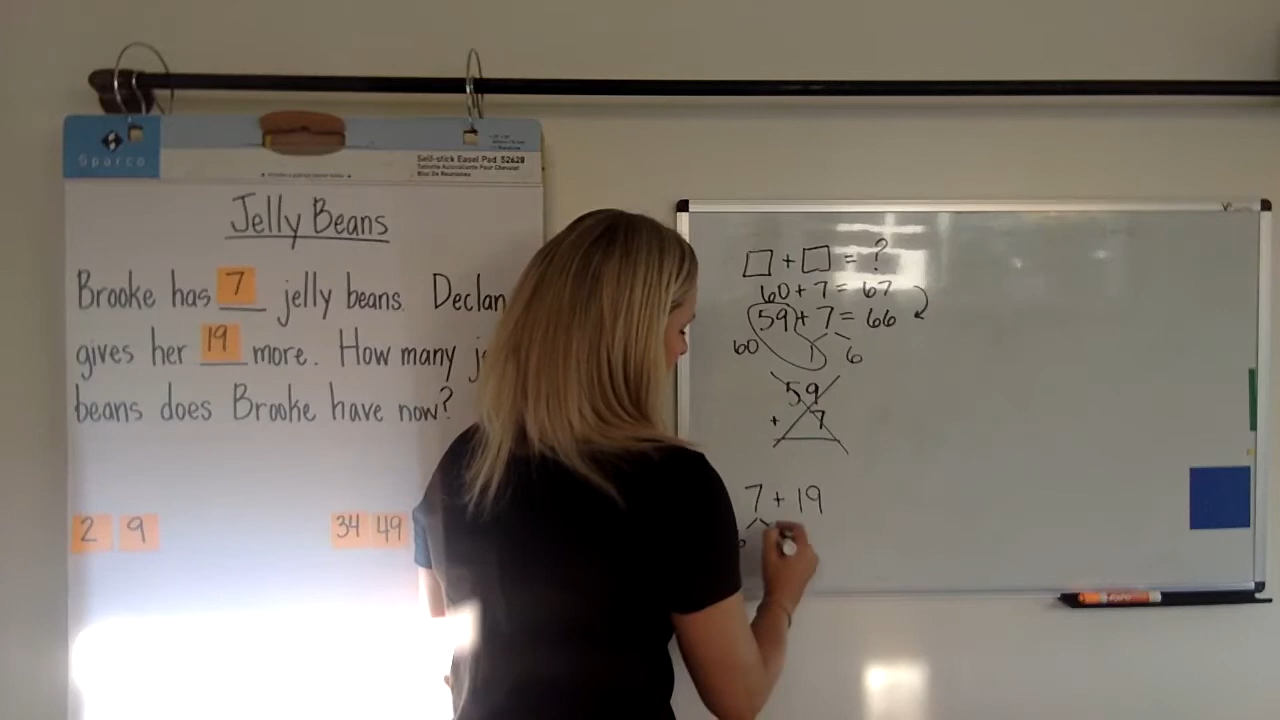 Sparco
Self-stick Easel Pad 52620
Jelly Beans
Brooke has 7 jelly beans. Declan
gives her 19 more. How many
beans does Brooke have now?
2 9 34 49
□ + □ = ?
60 + 7 = 67
59 + 7 = 66
60 1 6
59
+ 7
7 + 19